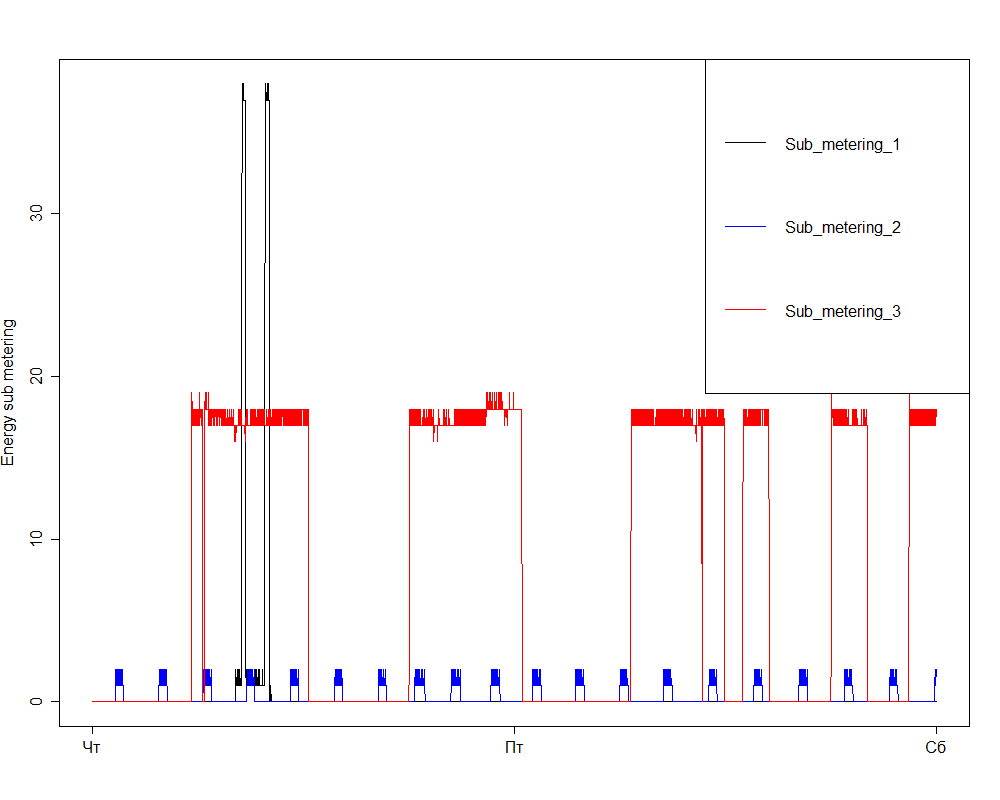 Sub_metering_1
Sub_metering_2
Sub_metering_3
Energy sub metering
30
20
10
0
Чт
Пт
Сб